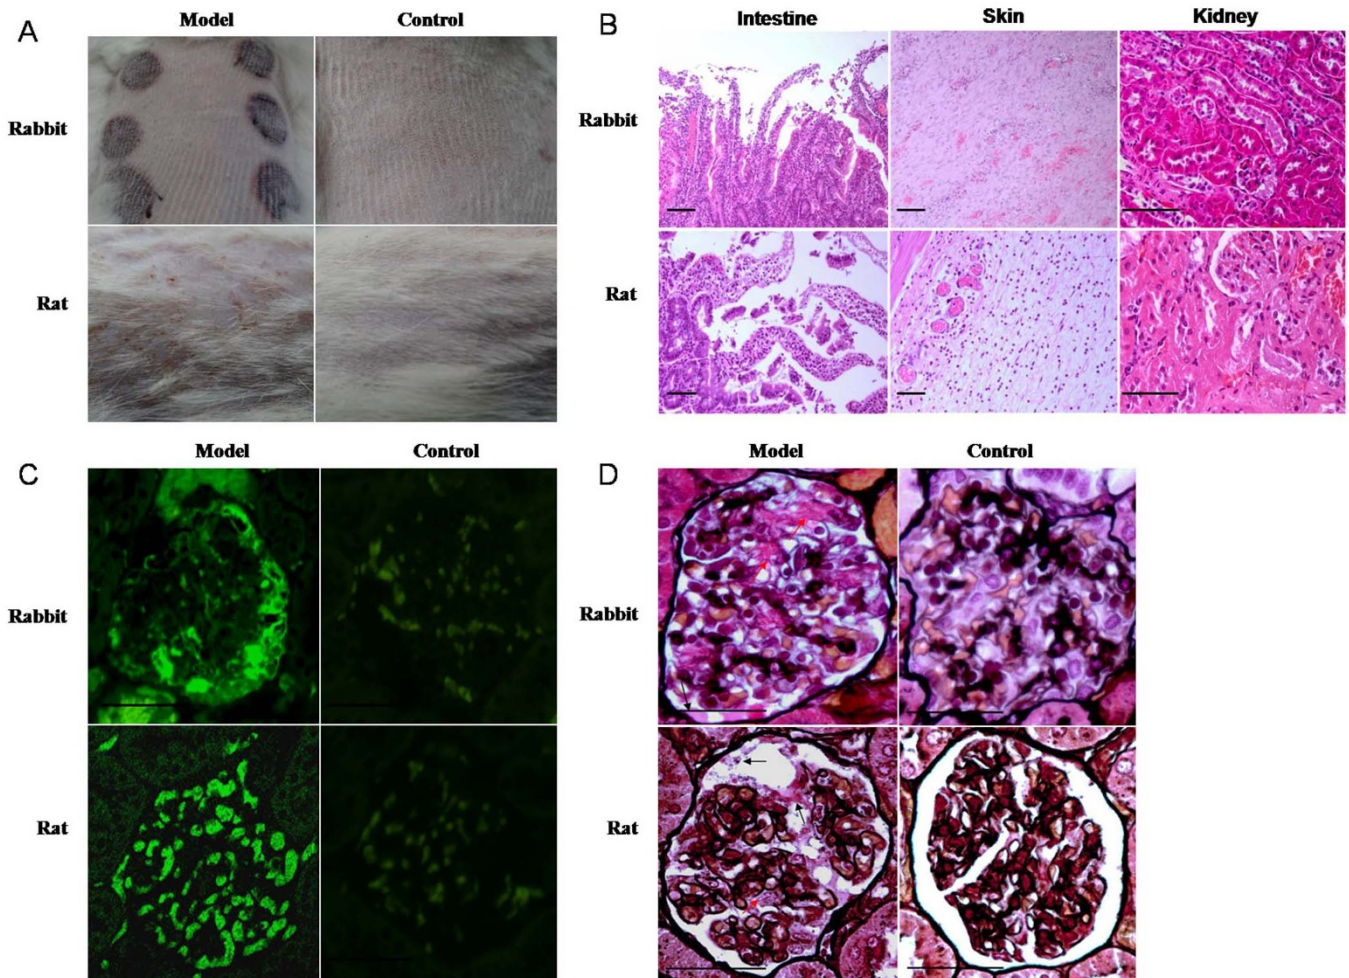 A
Model Control
Rabbit
Rat
B
Intestine Skin Kidney
Rabbit
Rat
C
Model Control
Rabbit
Rat
D
Model Control
Rabbit
Rat